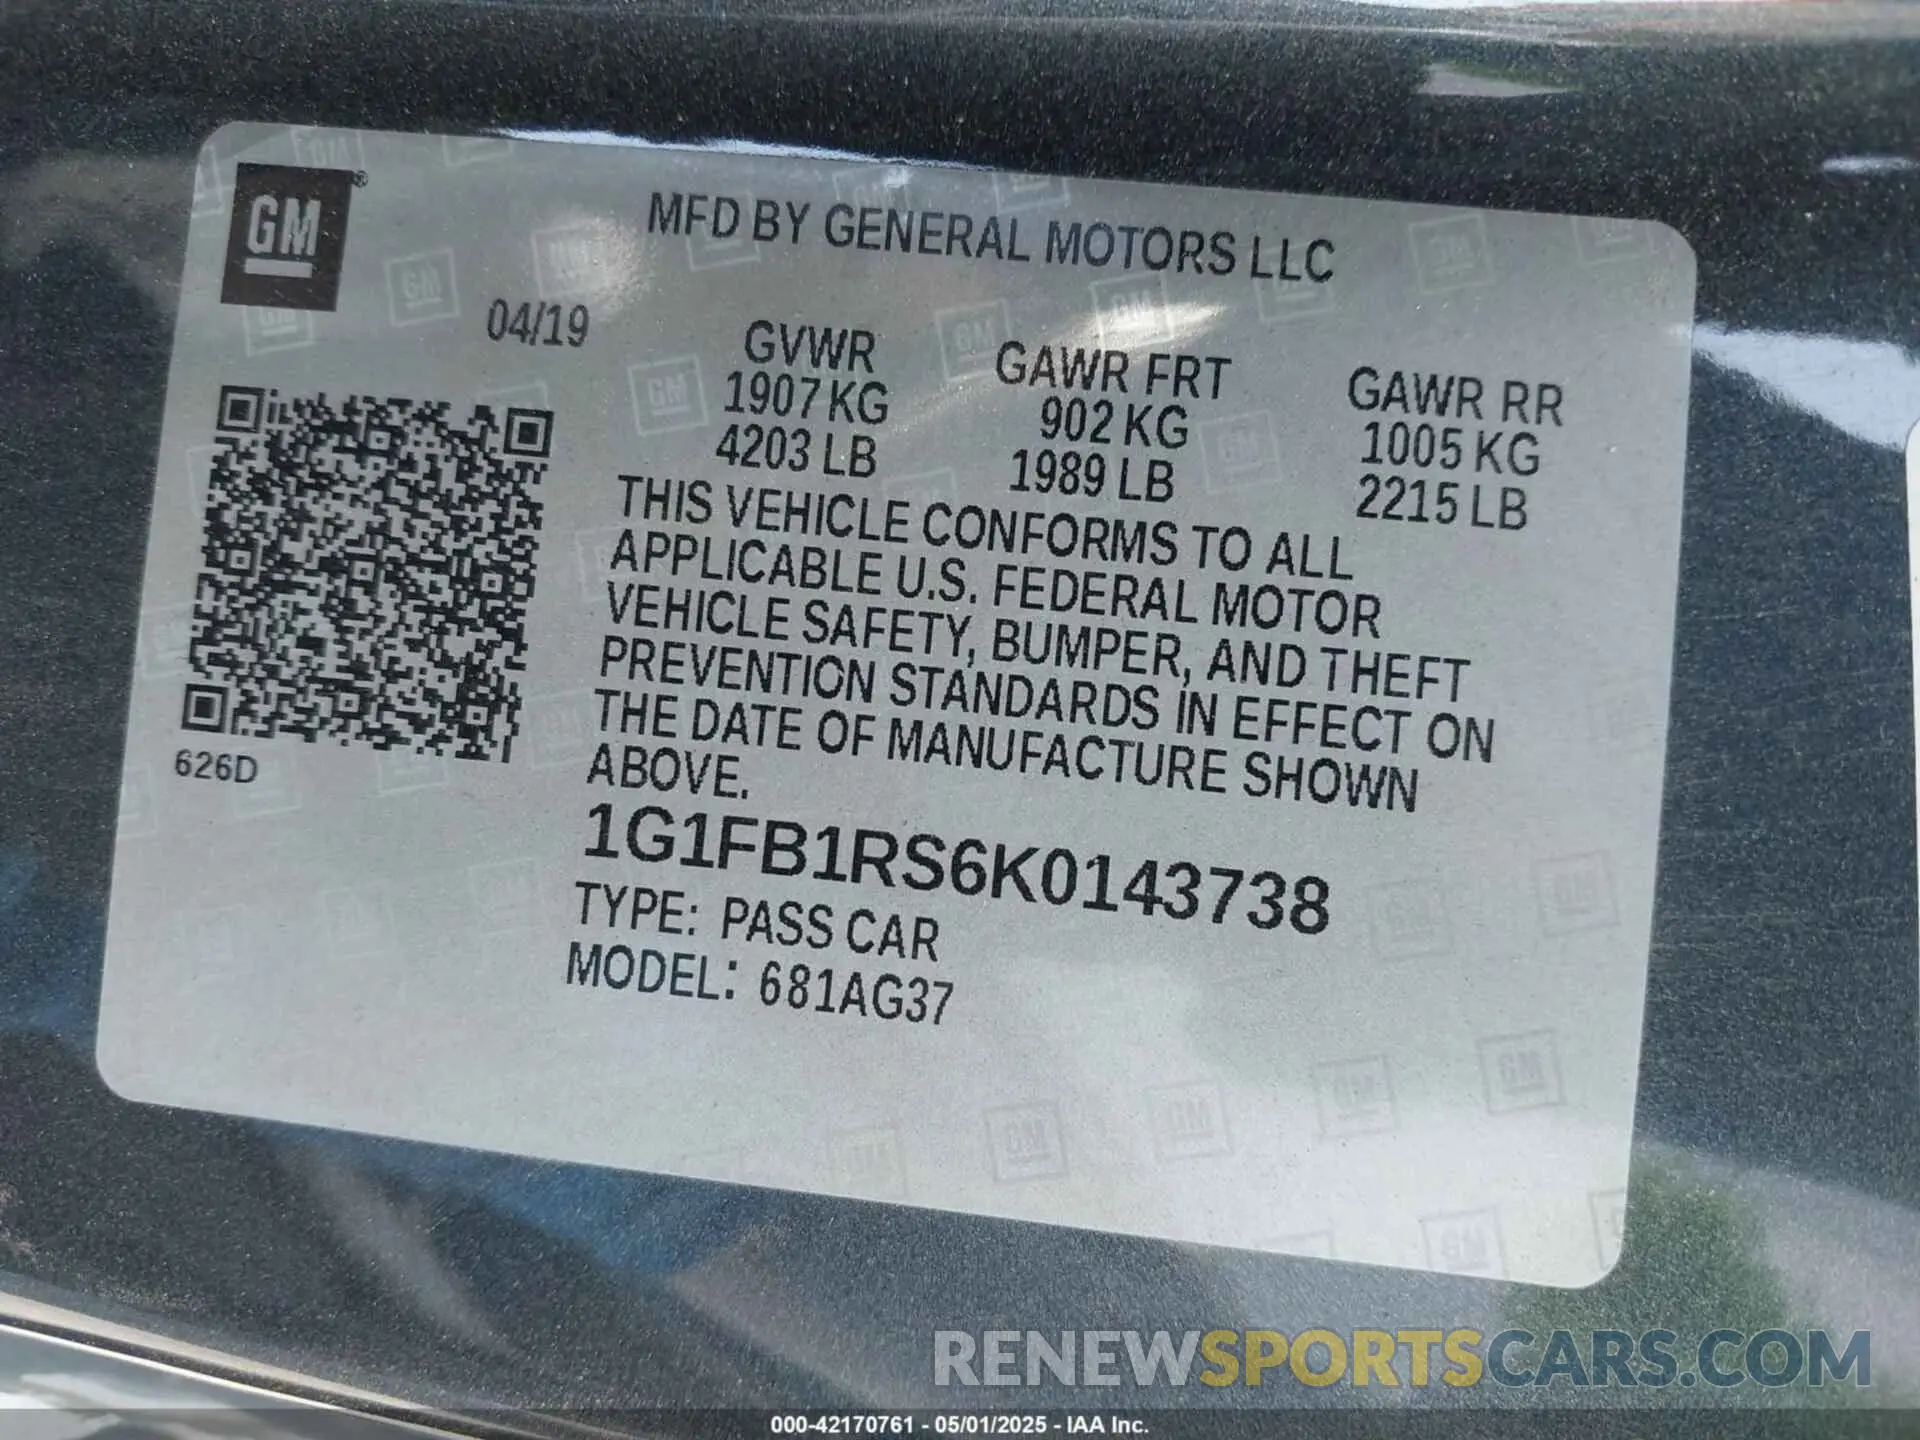 GM®
MFD BY GENERAL MOTORS LLC
04/19
GVWR
1907 KG
4203 LB
GAWR FRT
902 KG
1989 LB
GAWR RR
1005 KG
2215 LB
THIS VEHICLE CONFORMS TO ALL
APPLICABLE U.S. FEDERAL MOTOR
VEHICLE SAFETY, BUMPER, AND THEFT
PREVENTION STANDARDS IN EFFECT ON
THE DATE OF MANUFACTURE SHOWN
ABOVE.
626D
1G1FB1RS6K0143738
TYPE: PASS CAR
MODEL: 681AG37
RENEWSPORTSCARS.COM
000-42170761 - 05/01/2025 - IAA Inc.